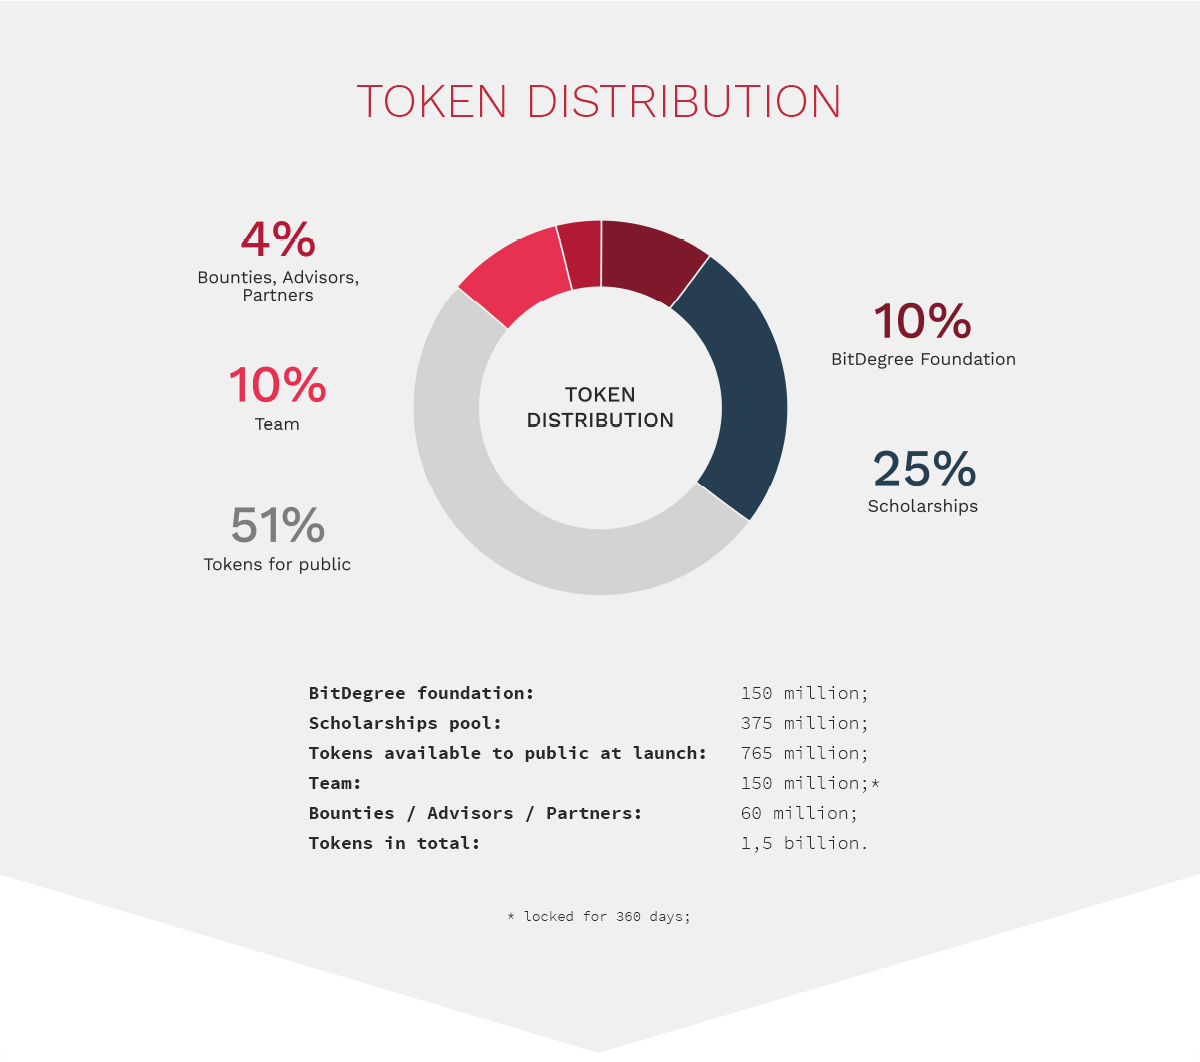 TOKEN DISTRIBUTION
4%
Bounties, Advisors,
Partners
10%
Team
51%
Tokens for public
TOKEN
DISTRIBUTION
10%
BitDegree Foundation
25%
Scholarships
BitDegree foundation: 150 million;
Scholarships pool: 375 million;
Tokens available to public at launch: 765 million;
Team: 150 million;*
Bounties / Advisors / Partners: 60 million;
Tokens in total: 1,5 billion.
* locked for 360 days;